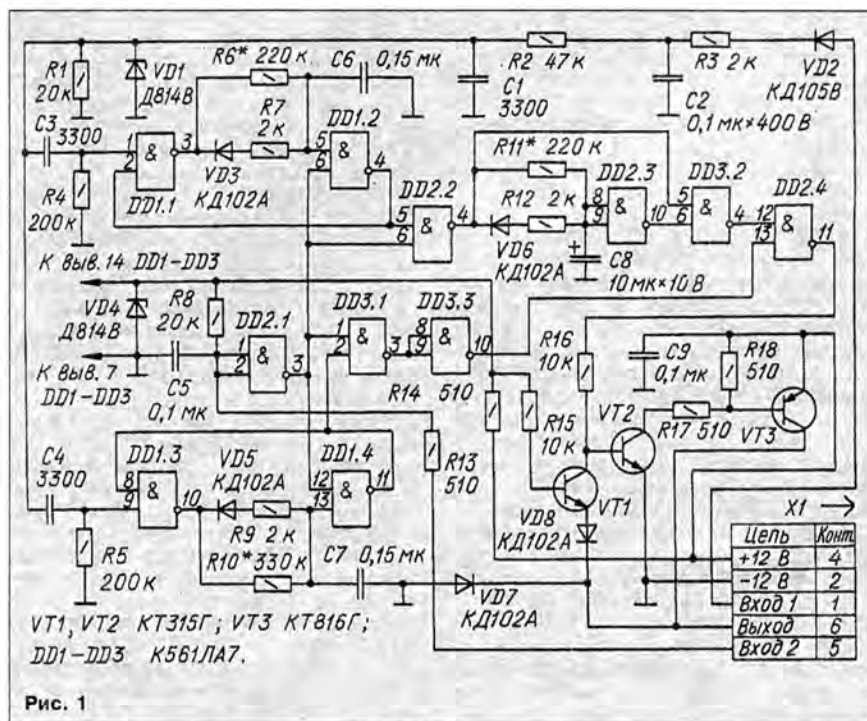 R1
20к
VD1
Д814В
R6* 220 к
C6
0,15 мк
R2 47 к
C1
3300
R3 2 к
VD2
КД105В
C2
0,1 мк×400 В
C3
3300
R4
200 к
1
2
&
3
DD1.1
VD3
КД102А
R7
2 к
DD1.2
5
6
&
4
DD2.2
5
6
&
4
R11* 220 к
R12 2 к
VD6
КД102А
C8
10 мк×10 В
DD2.3
8
9
&
10
DD3.2
5
6
&
4
DD2.4
12
13
&
11
К выв. 14 DD1-DD3
VD4
Д814В
R8
20 к
К выв. 7
DD1-DD3
C5
0,1 мк
DD2.1
1
2
&
3
DD3.1
1
2
&
3
DD3.3
8
9
&
10
R14
510
R13
510
R15
10 к
R16
10 к
C9
0,1 мк
R18
510
VT2
R17 510
VT3
VT1
VD8
КД102А
C4
3300
R5
200 к
DD1.3
8
9
&
10
VD5
КД102А
R9 2 к
R10* 330 к
DD1.4
12
13
&
11
C7
0,15 мк
VD7
КД102А
X1
Цепь Конт
+12 В 4
-12 В 2
Вход 1 1
Выход 6
Вход 2 5
VT1, VT2 КТ315Г; VT3 КТ816Г;
DD1-DD3 К561ЛА7.
Рис. 1